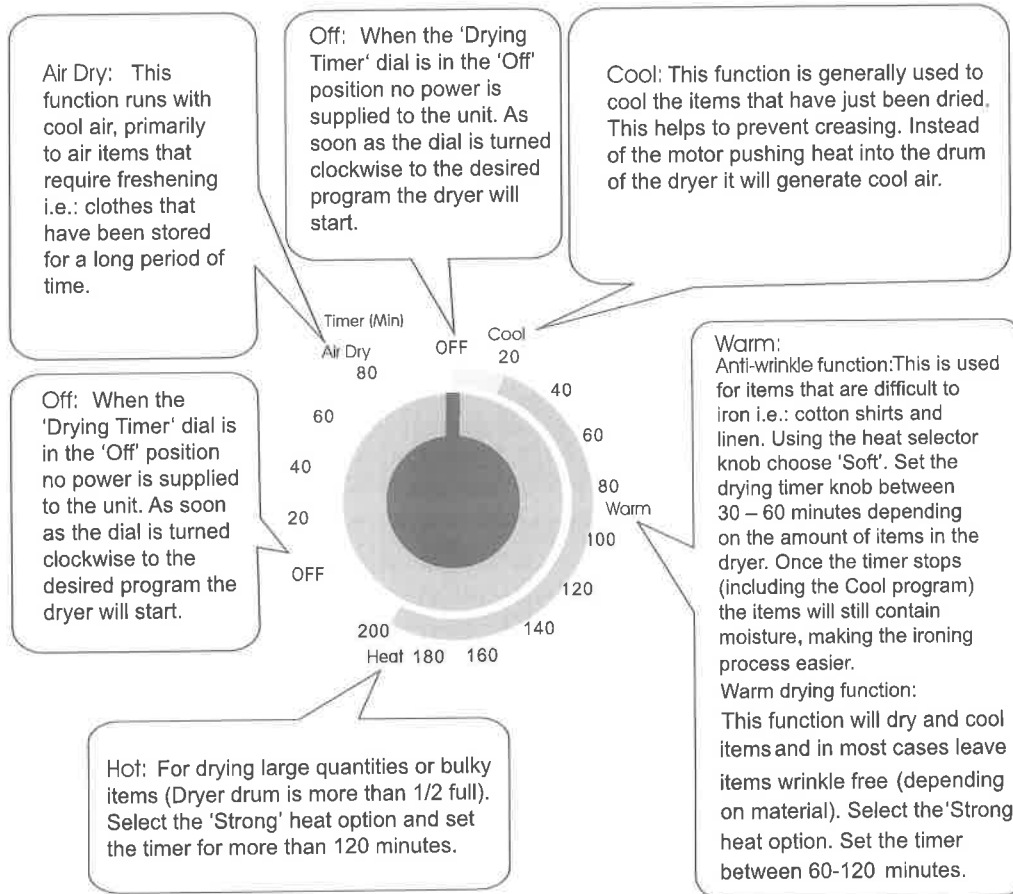 Air Dry: This
function runs with
cool air, primarily
to air items that
require freshening
i.e.: clothes that
have been stored
for a long period of
time.
Off: When the 'Drying
Timer' dial is in the 'Off'
position no power is
supplied to the unit. As
soon as the dial is turned
clockwise to the desired
program the dryer will
start.
Cool: This function is generally used to
cool the items that have just been dried.
This helps to prevent creasing. Instead
of the motor pushing heat into the drum
of the dryer it will generate cool air.
Off: When the
'Drying Timer' dial is
in the 'Off' position
no power is supplied
to the unit. As soon
as the dial is turned
clockwise to the
desired program the
dryer will start.
Timer (Min)
Air Dry
80
60
40
20
OFF
OFF
Cool
20
40
60
80
Warm
100
120
140
160
180
200
Heat
Warm:
Anti-wrinkle function:This is used
for items that are difficult to
iron i.e.: cotton shirts and
linen. Using the heat selector
knob choose 'Soft'. Set the
drying timer knob between
30 – 60 minutes depending
on the amount of items in the
dryer. Once the timer stops
(including the Cool program)
the items will still contain
moisture, making the ironing
process easier.
Warm drying function:
This function will dry and cool
items and in most cases leave
items wrinkle free (depending
on material). Select the 'Strong
heat option. Set the timer
between 60-120 minutes.
Hot: For drying large quantities or bulky
items (Dryer drum is more than 1/2 full).
Select the 'Strong' heat option and set
the timer for more than 120 minutes.